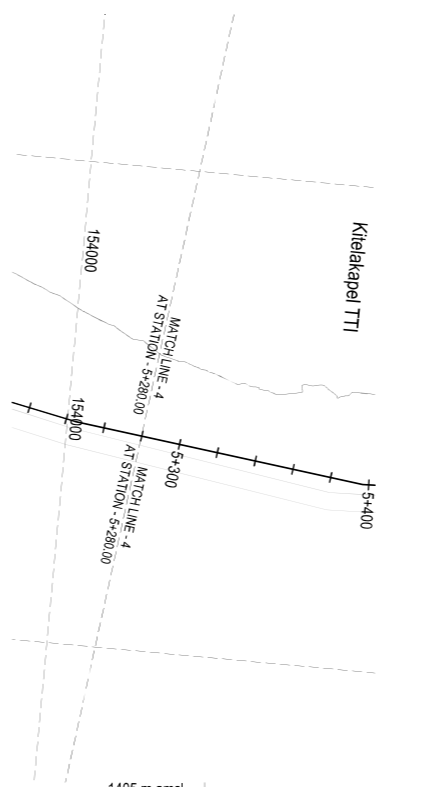 154000
Kitelakapel TTI
MATCH LINE - 4
AT STATION - 5+280.00
154000
5+300
MATCH LINE - 4
AT STATION - 5+280.00
5+400